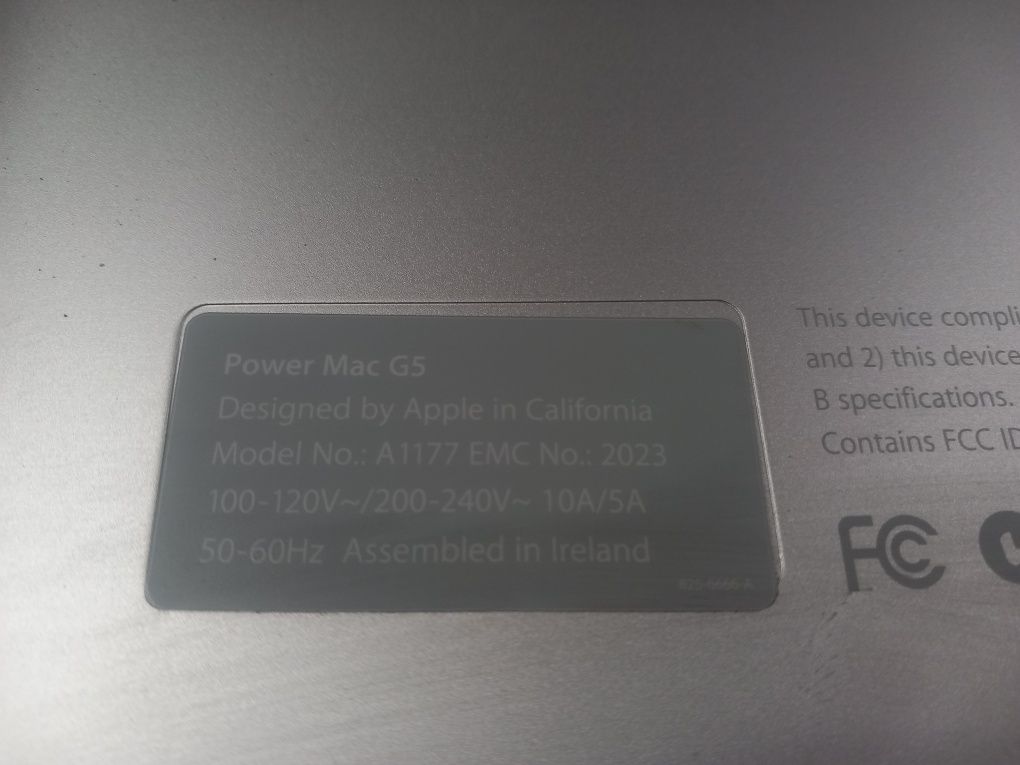 Power Mac G5
Designed by Apple in California
Model No.: A1177 EMC No.: 2023
100-120V~/200-240V~ 10A/5A
50-60Hz Assembled in Ireland
This device compli
and 2) this device
B specifications.
Contains FCC ID
FC